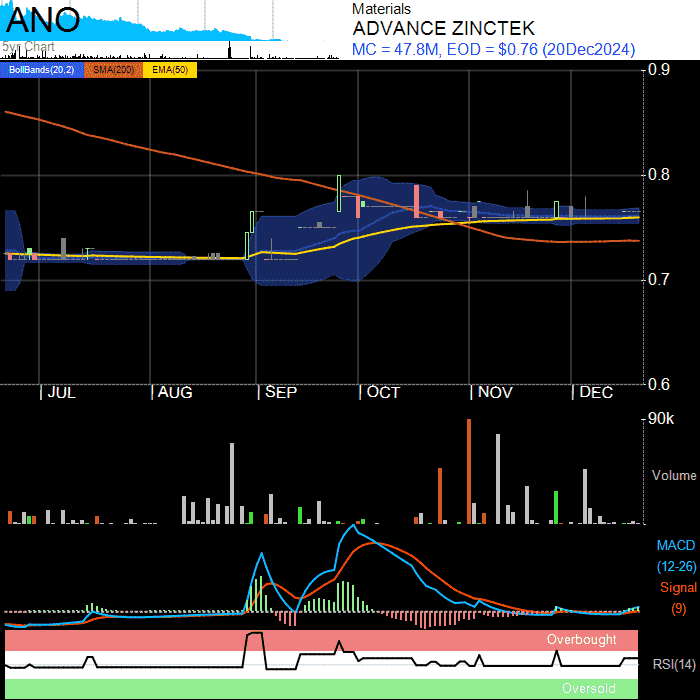 ANO
5yr Chart
Materials
ADVANCE ZINCTEK
MC = 47.8M, EOD = $0.76 (20Dec2024)
BollBands(20,2) SMA(200) EMA(50)
0.9
0.8
0.7
0.6
JUL AUG SEP OCT NOV DEC
90k
Volume
MACD
(12-26)
Signal
(9)
Overbought
RSI(14)
Oversold